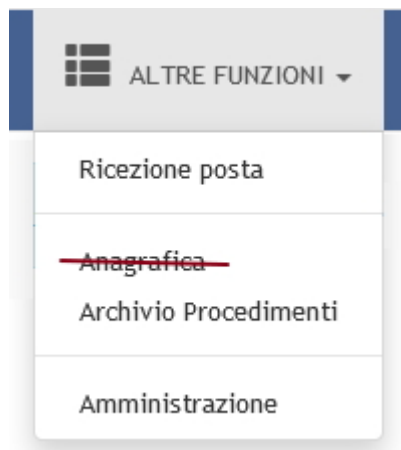 ALTRE FUNZIONI
Ricezione posta
Anagrafica
Archivio Procedimenti
Amministrazione